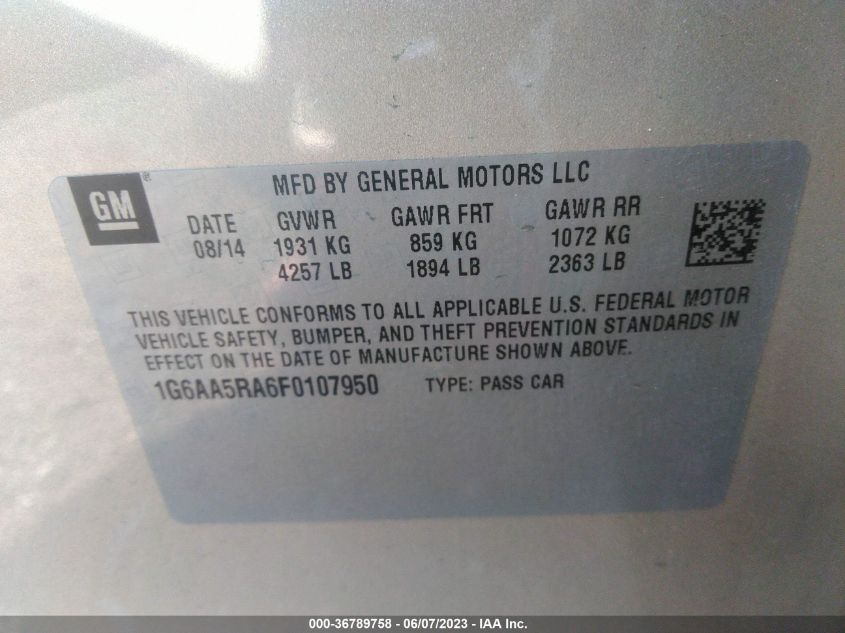 GM®
MFD BY GENERAL MOTORS LLC
DATE GVWR GAWR FRT GAWR RR
08/14 1931 KG 859 KG 1072 KG
4257 LB 1894 LB 2363 LB
THIS VEHICLE CONFORMS TO ALL APPLICABLE U.S. FEDERAL MOTOR
VEHICLE SAFETY, BUMPER, AND THEFT PREVENTION STANDARDS IN
EFFECT ON THE DATE OF MANUFACTURE SHOWN ABOVE.
1G6AA5RA6F0107950 TYPE: PASS CAR
000-36789758 - 06/07/2023 - IAA Inc.